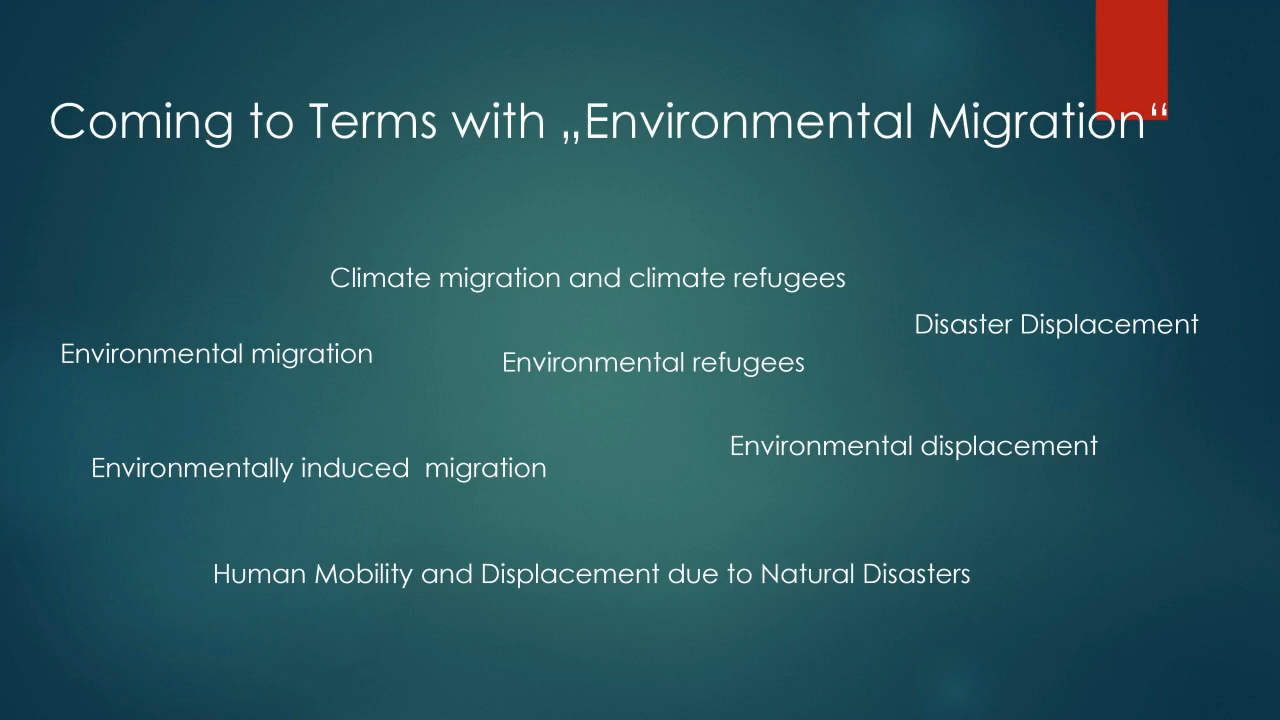 Coming to Terms with „Environmental Migration“
Climate migration and climate refugees
Disaster Displacement
Environmental migration
Environmental refugees
Environmental displacement
Environmentally induced  migration
Human Mobility and Displacement due to Natural Disasters